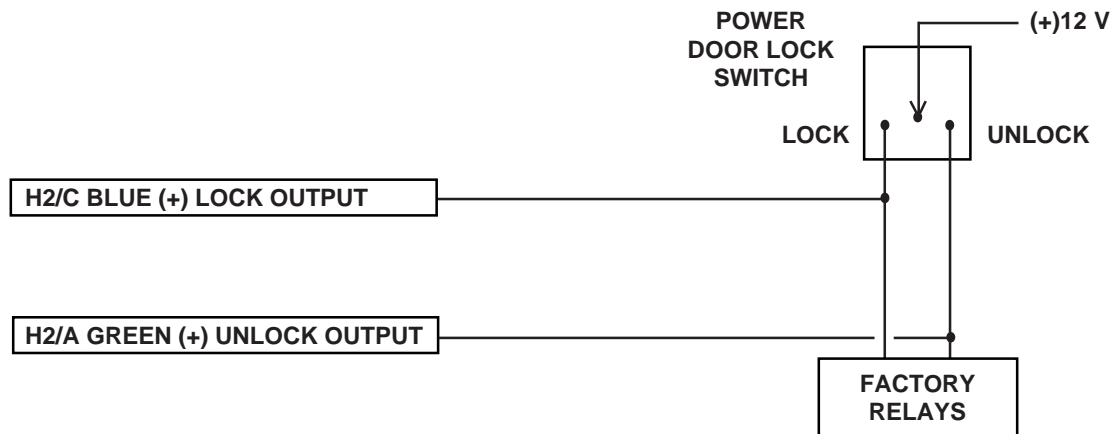 POWER
DOOR LOCK
SWITCH
(+)12 V
LOCK
UNLOCK
H2/C BLUE (+) LOCK OUTPUT
H2/A GREEN (+) UNLOCK OUTPUT
FACTORY
RELAYS